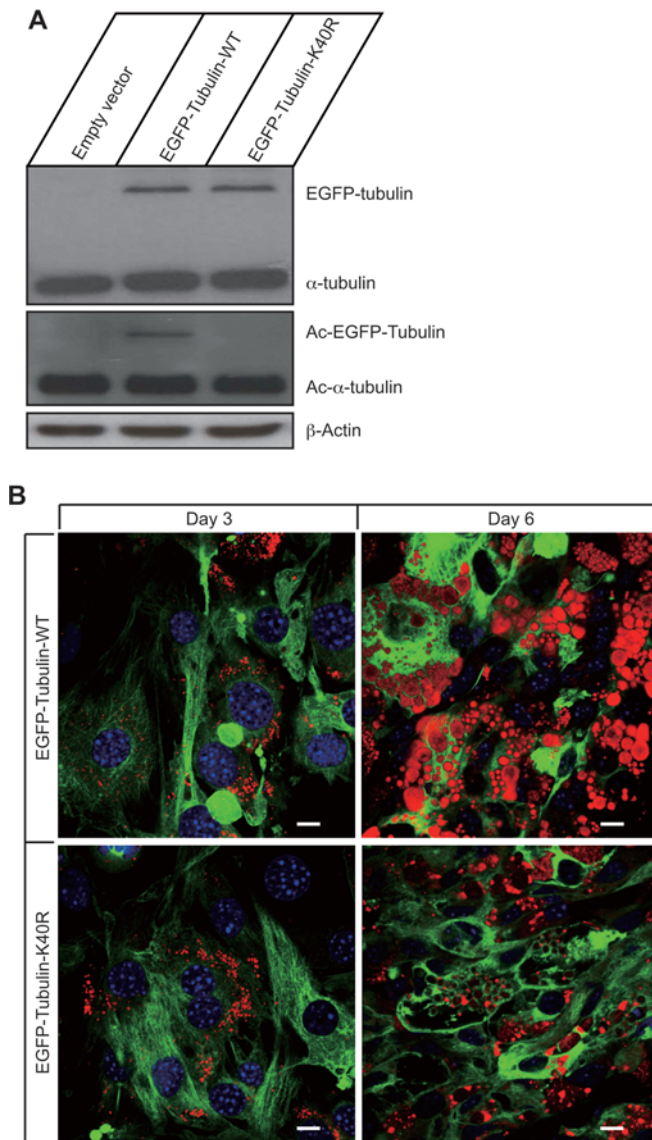 A
Empty vector
EGFP-Tubulin-WT
EGFP-Tubulin-K40R
EGFP-tubulin
α-tubulin
Ac-EGFP-Tubulin
Ac-α-tubulin
β-Actin
B
Day 3
Day 6
EGFP-Tubulin-WT
EGFP-Tubulin-K40R